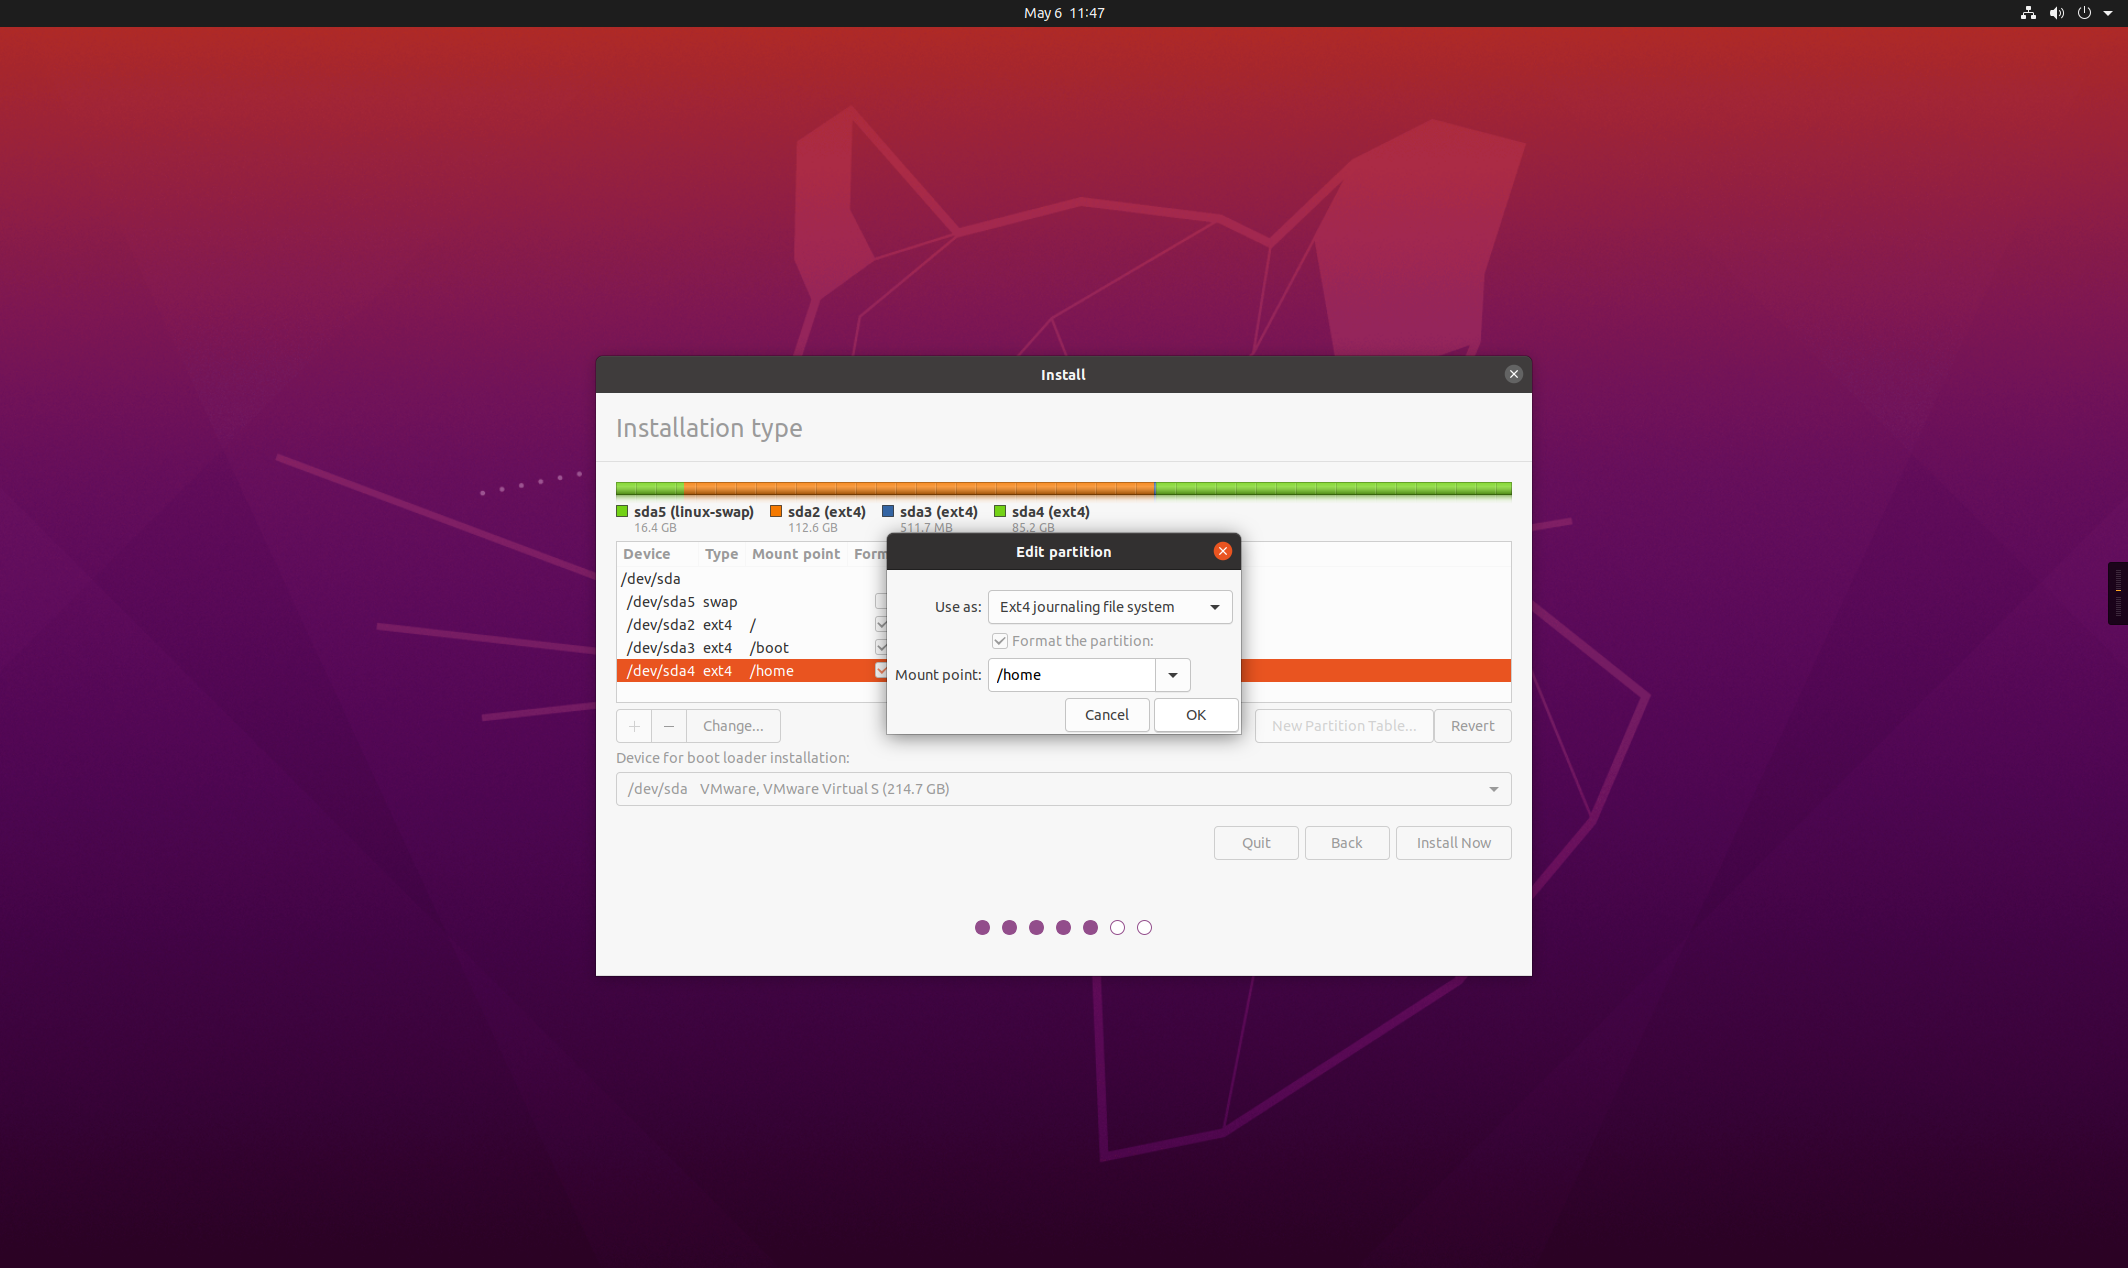 May 6 11:47
Install
Installation type
sda5 (linux-swap) sda2 (ext4) sda3 (ext4) sda4 (ext4)
16.4 GB 112.6 GB 511.7 MB 85.2 GB
Edit partition
Device Type Mount point Form
/dev/sda
/dev/sda5 swap
/dev/sda2 ext4 /
/dev/sda3 ext4 /boot
/dev/sda4 ext4 /home
Use as: Ext4 journaling file system
Format the partition:
Mount point: /home
Cancel OK
+ − Change... New Partition Table... Revert
Device for boot loader installation:
/dev/sda VMware, VMware Virtual S (214.7 GB)
Quit Back Install Now